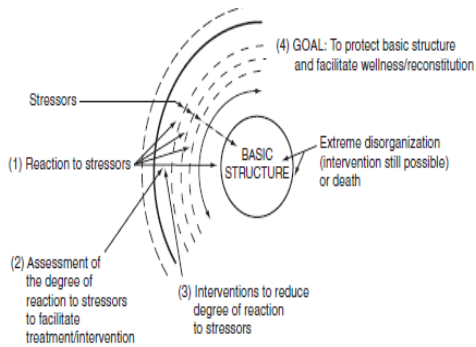 (4) GOAL: To protect basic structure
and facilitate wellness/reconstitution
Stressors
(1) Reaction to stressors
BASIC
STRUCTURE
Extreme disorganization
(intervention still possible)
or death
(2) Assessment of
the degree of
reaction to stressors
to facilitate
treatment/intervention
(3) Interventions to reduce
degree of reaction
to stressors